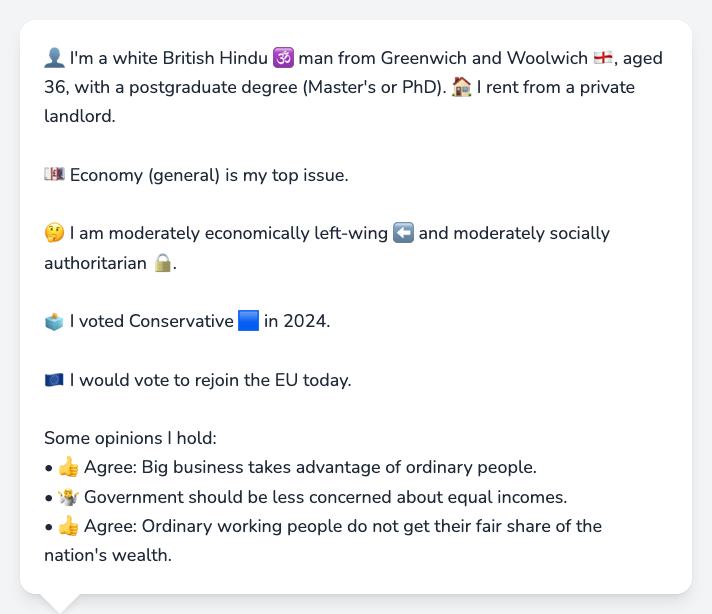 👤 I'm a white British Hindu 🕉️ man from Greenwich and Woolwich 🏴󠁧󠁢󠁥󠁮󠁧󠁿, aged
36, with a postgraduate degree (Master's or PhD). 🏠 I rent from a private
landlord.
💷 Economy (general) is my top issue.
🤔 I am moderately economically left-wing ⬅️ and moderately socially
authoritarian 🔒.
🗳️ I voted Conservative 🟦 in 2024.
🇪🇺 I would vote to rejoin the EU today.
Some opinions I hold:
• 👍 Agree: Big business takes advantage of ordinary people.
• 🤷 Government should be less concerned about equal incomes.
• 👍 Agree: Ordinary working people do not get their fair share of the
nation's wealth.